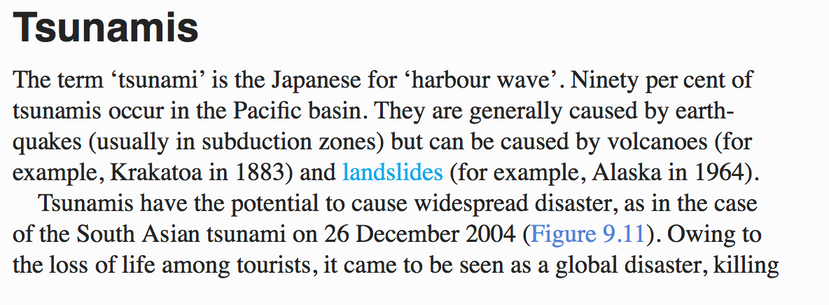 Tsunamis
The term ‘tsunami’ is the Japanese for ‘harbour wave’. Ninety per cent of
tsunamis occur in the Pacific basin. They are generally caused by earth-
quakes (usually in subduction zones) but can be caused by volcanoes (for
example, Krakatoa in 1883) and landslides (for example, Alaska in 1964).
Tsunamis have the potential to cause widespread disaster, as in the case
of the South Asian tsunami on 26 December 2004 (Figure 9.11). Owing to
the loss of life among tourists, it came to be seen as a global disaster, killing